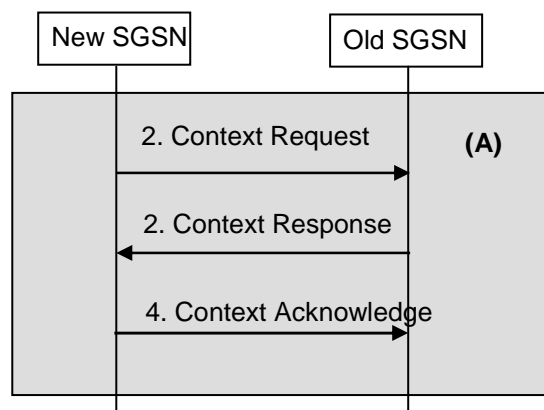 New SGSN
Old SGSN
2. Context Request
(A)
2. Context Response
4. Context Acknowledge